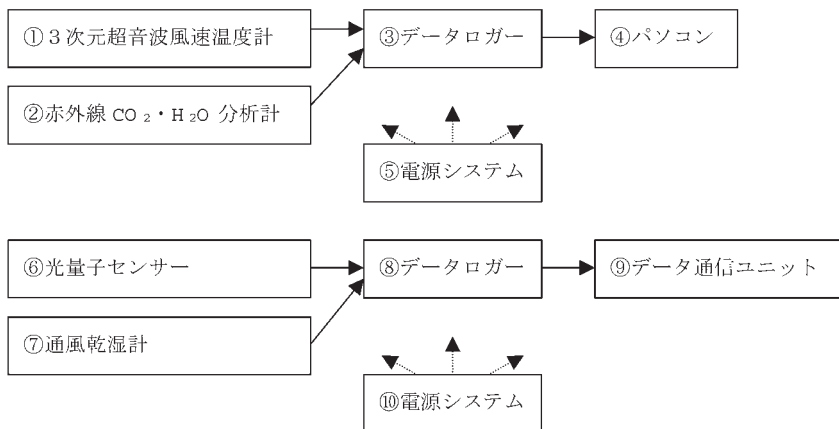 ①３次元超音波風速温度計
③データロガー
④パソコン
②赤外線 CO₂・H₂O 分析計
⑤電源システム
⑥光量子センサー
⑧データロガー
⑨データ通信ユニット
⑦通風乾湿計
⑩電源システム